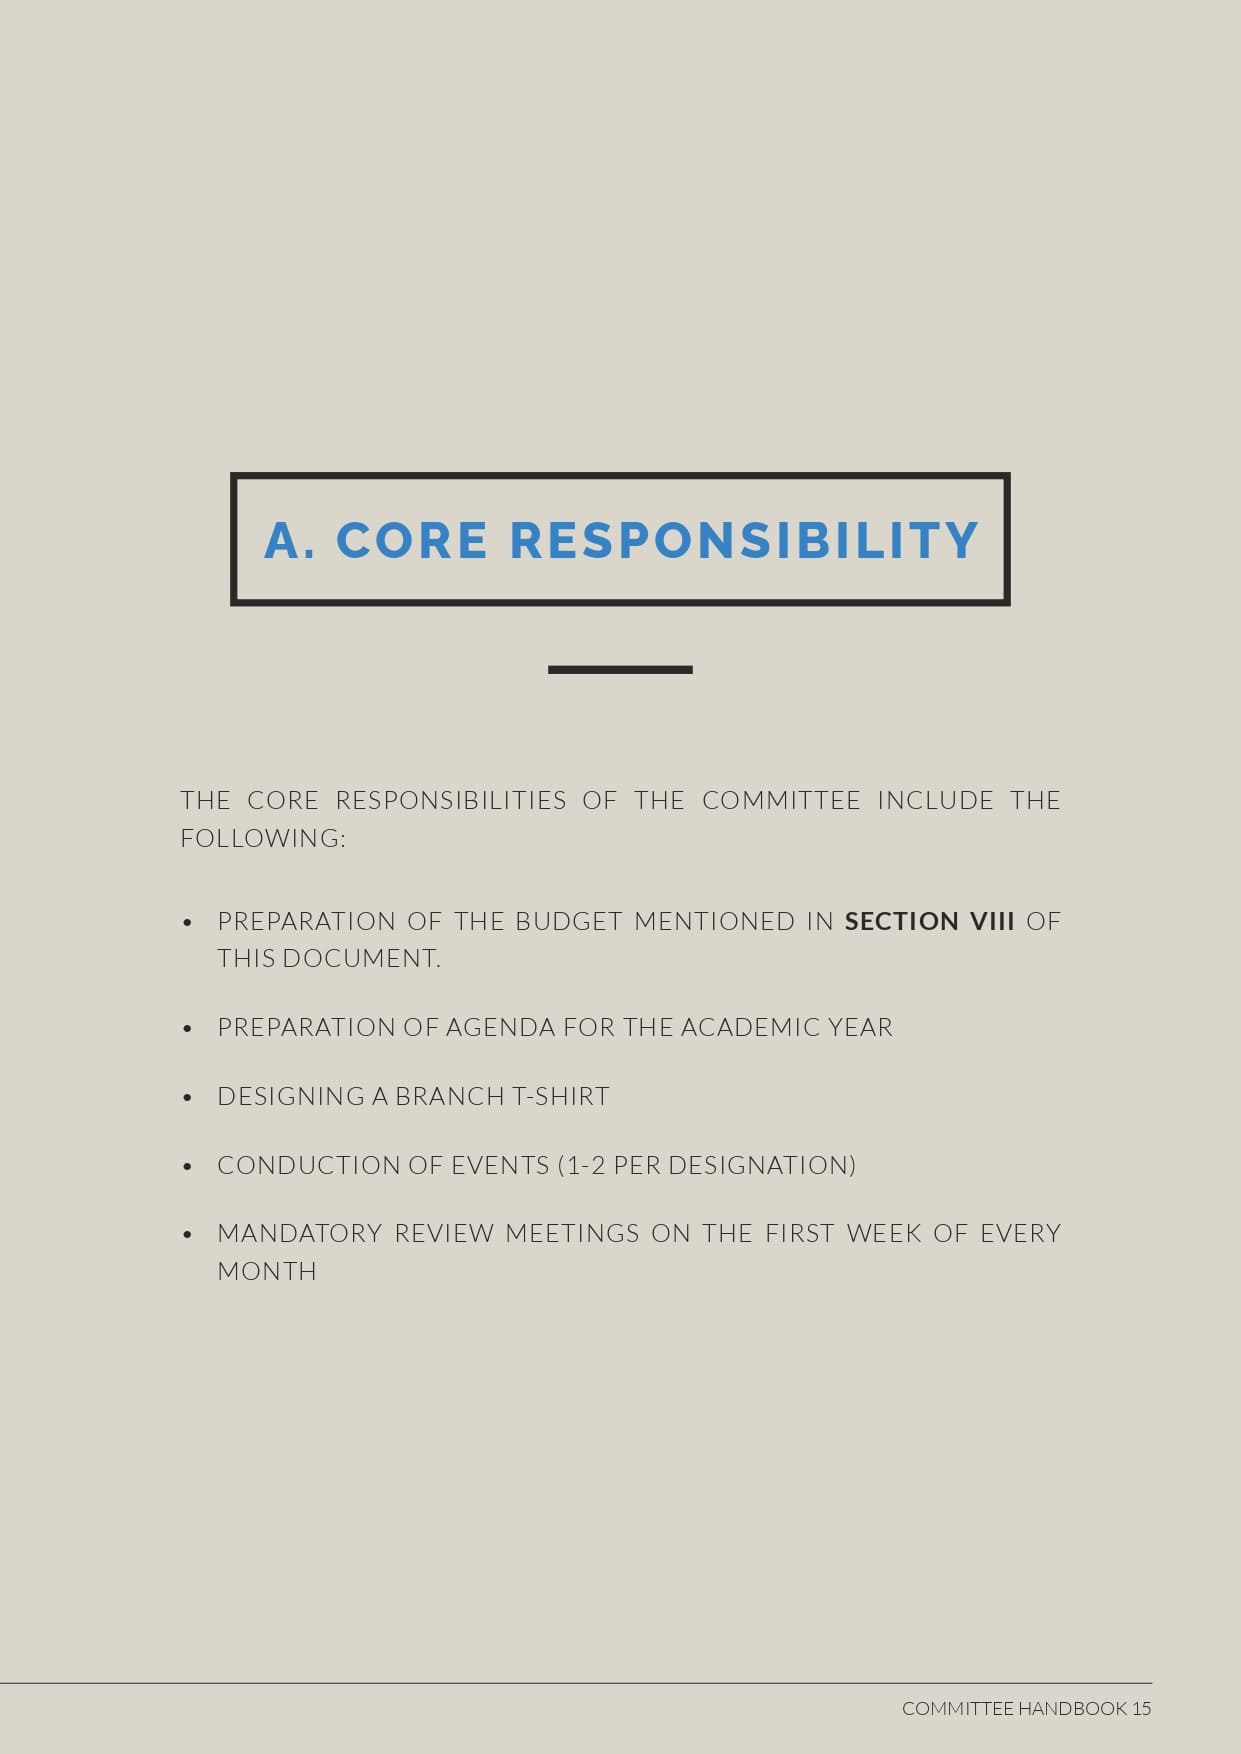 A. CORE RESPONSIBILITY
THE CORE RESPONSIBILITIES OF THE COMMITTEE INCLUDE THE
FOLLOWING:
• PREPARATION OF THE BUDGET MENTIONED IN SECTION VIII OF
THIS DOCUMENT.
• PREPARATION OF AGENDA FOR THE ACADEMIC YEAR
• DESIGNING A BRANCH T-SHIRT
• CONDUCTION OF EVENTS (1-2 PER DESIGNATION)
• MANDATORY REVIEW MEETINGS ON THE FIRST WEEK OF EVERY
MONTH
COMMITTEE HANDBOOK 15